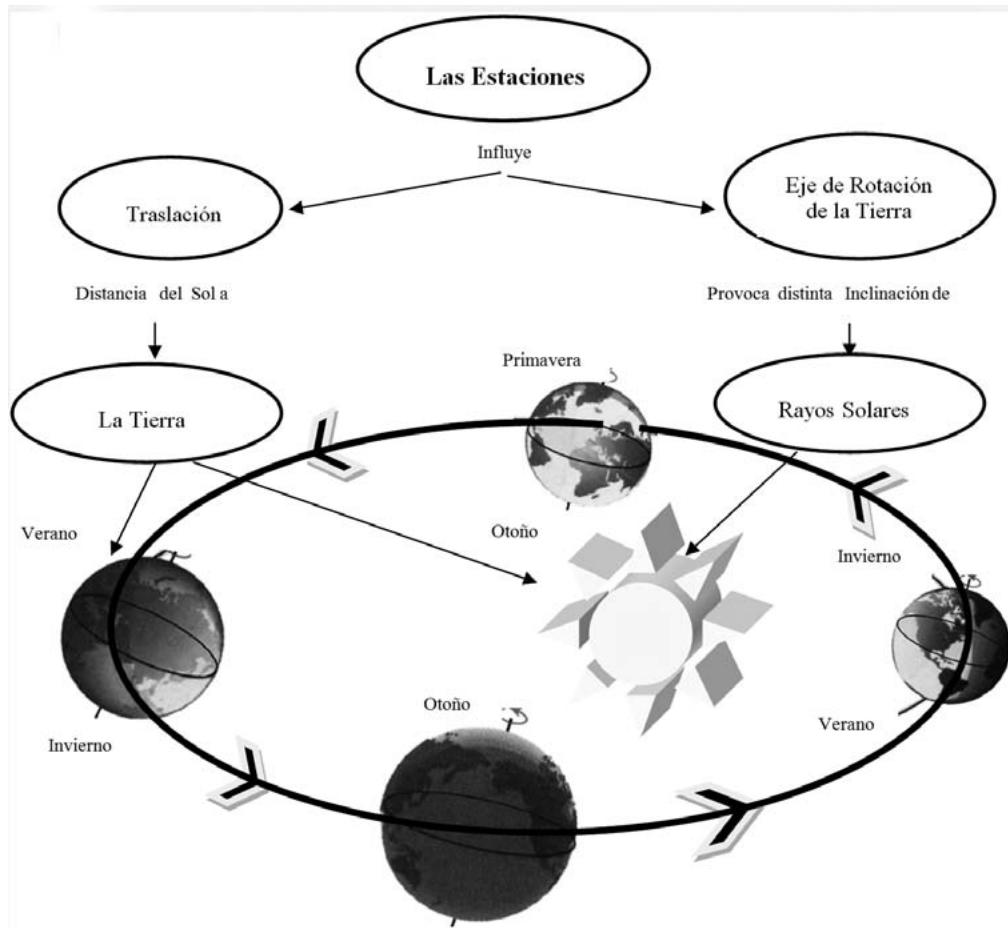 Las Estaciones
Influye
Traslación
Eje de Rotación
de la Tierra
Distancia del Sol a
Provoca distinta Inclinación de
La Tierra
Primavera
Rayos Solares
Otoño
Verano
Invierno
Otoño
Verano
Invierno